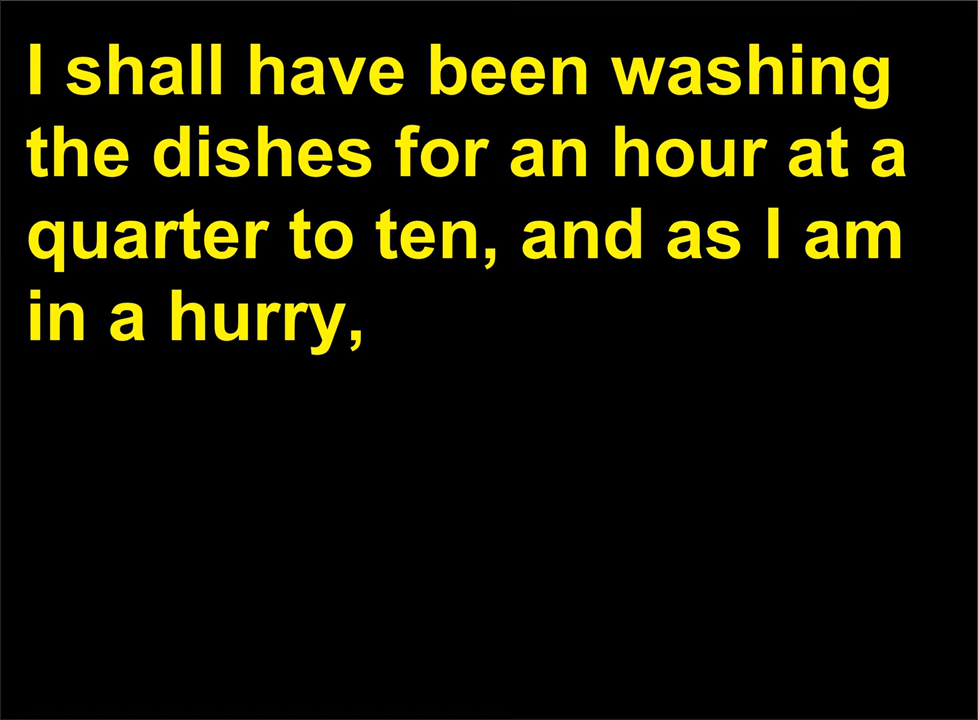 I shall have been washing
the dishes for an hour at a
quarter to ten, and as I am
in a hurry,